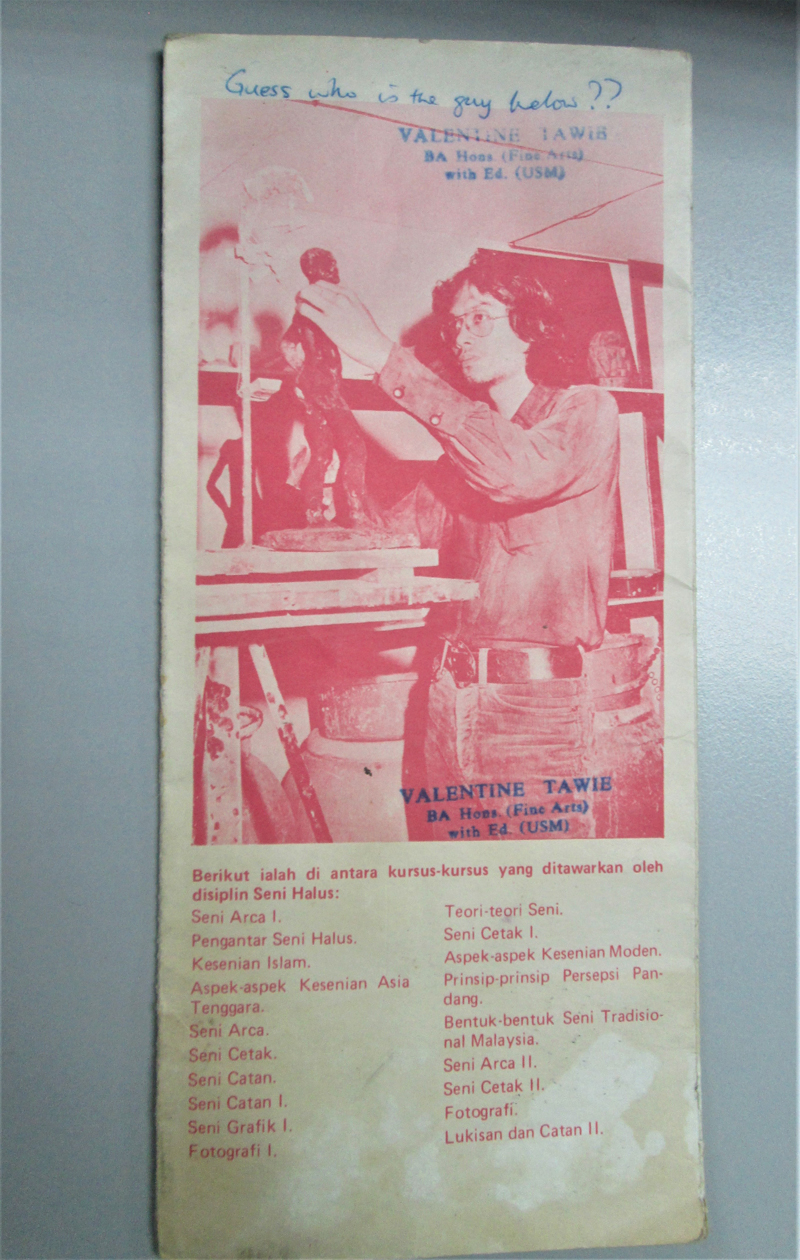 Guess who is the guy below??
VALENTINE TAWIE
BA Hons. (Fine Arts)
with Ed. (USM)
VALENTINE TAWIE
BA Hons. (Fine Arts)
with Ed. (USM)
Berikut ialah di antara kursus-kursus yang ditawarkan oleh
disiplin Seni Halus:
Seni Arca I.
Pengantar Seni Halus.
Kesenian Islam.
Aspek-aspek Kesenian Asia
Tenggara.
Seni Arca.
Seni Cetak.
Seni Catan.
Seni Catan I.
Seni Grafik I.
Fotografi I.
Teori-teori Seni.
Seni Cetak I.
Aspek-aspek Kesenian Moden.
Prinsip-prinsip Persepsi Pan-
dang.
Bentuk-bentuk Seni Tradisio-
nal Malaysia.
Seni Arca II.
Seni Cetak II.
Fotografi.
Lukisan dan Catan II.